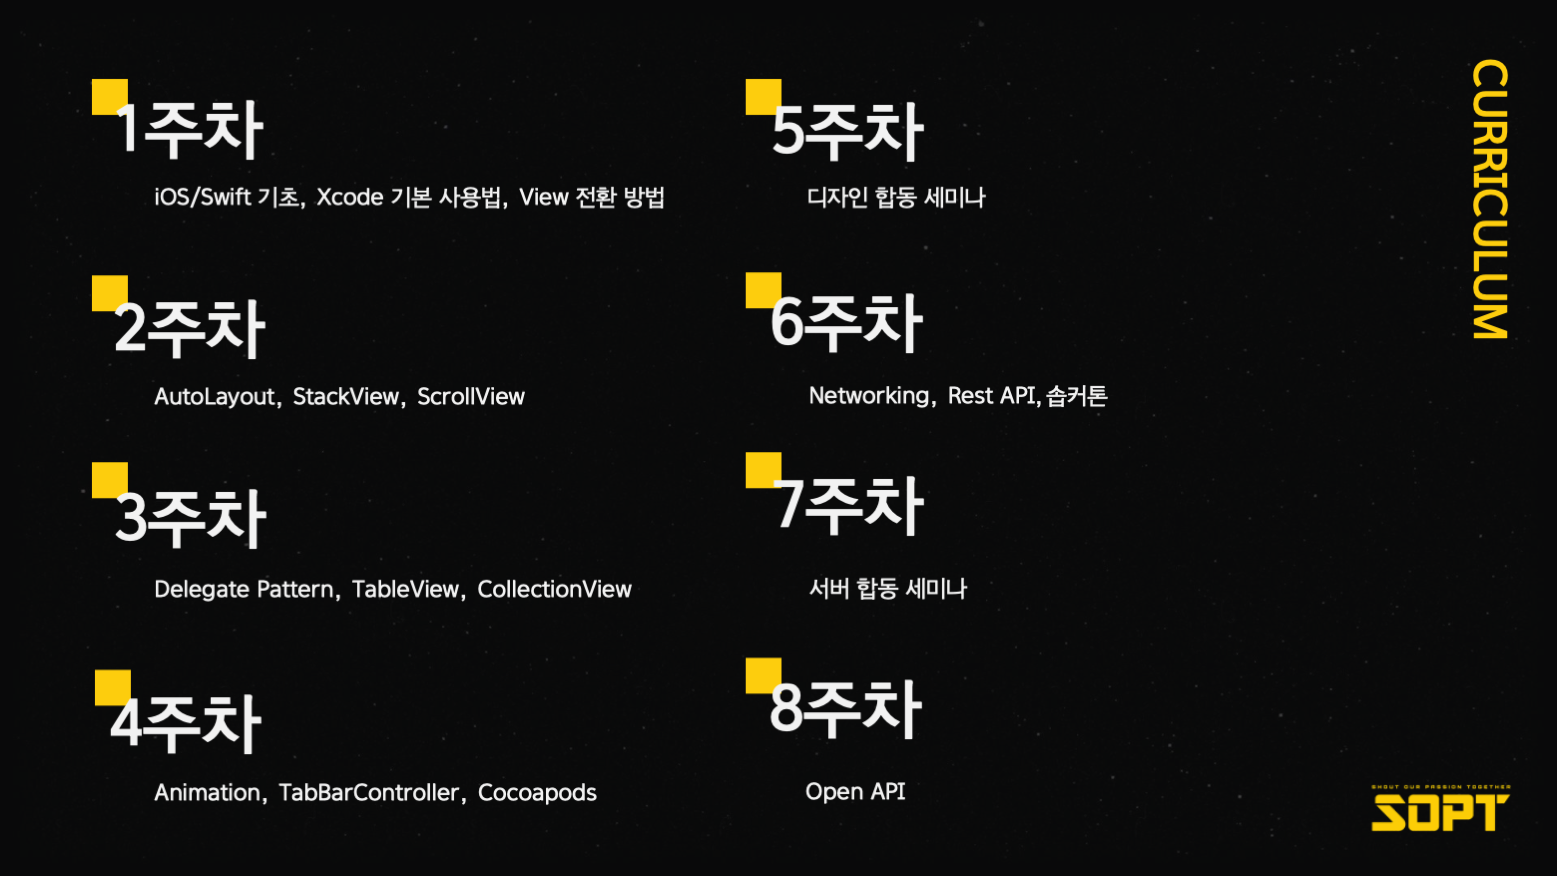 1주차
iOS/Swift 기초, Xcode 기본 사용법, View 전환 방법
2주차
AutoLayout, StackView, ScrollView
3주차
Delegate Pattern, TableView, CollectionView
4주차
Animation, TabBarController, Cocoapods
5주차
디자인 합동 세미나
6주차
Networking, Rest API, 솝커톤
7주차
서버 합동 세미나
8주차
Open API
CURRICULUM
SHOUT OUR PASSION TOGETHER
SOPT